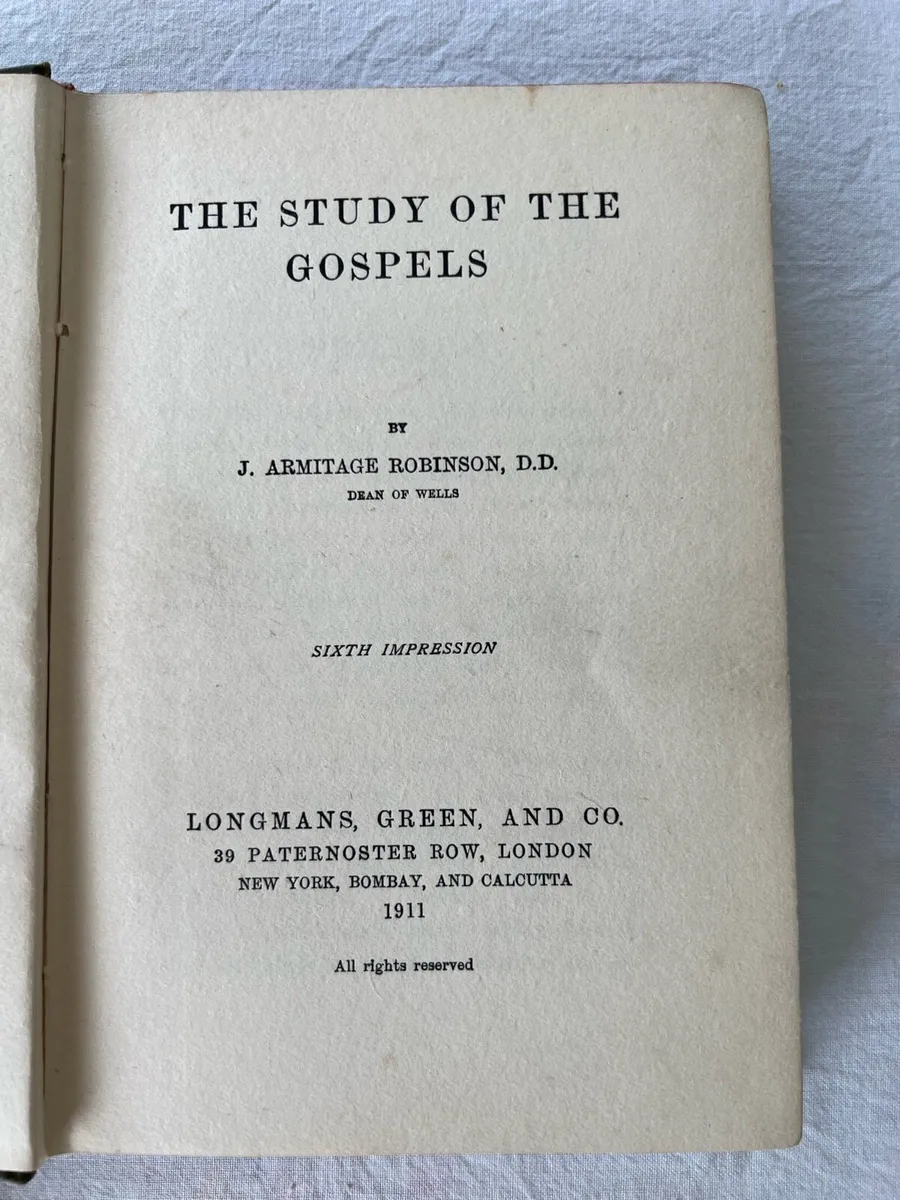 THE STUDY OF THE
GOSPELS
BY
J. ARMITAGE ROBINSON, D.D.
DEAN OF WELLS
SIXTH IMPRESSION
LONGMANS, GREEN, AND CO.
39 PATERNOSTER ROW, LONDON
NEW YORK, BOMBAY, AND CALCUTTA
1911
All rights reserved